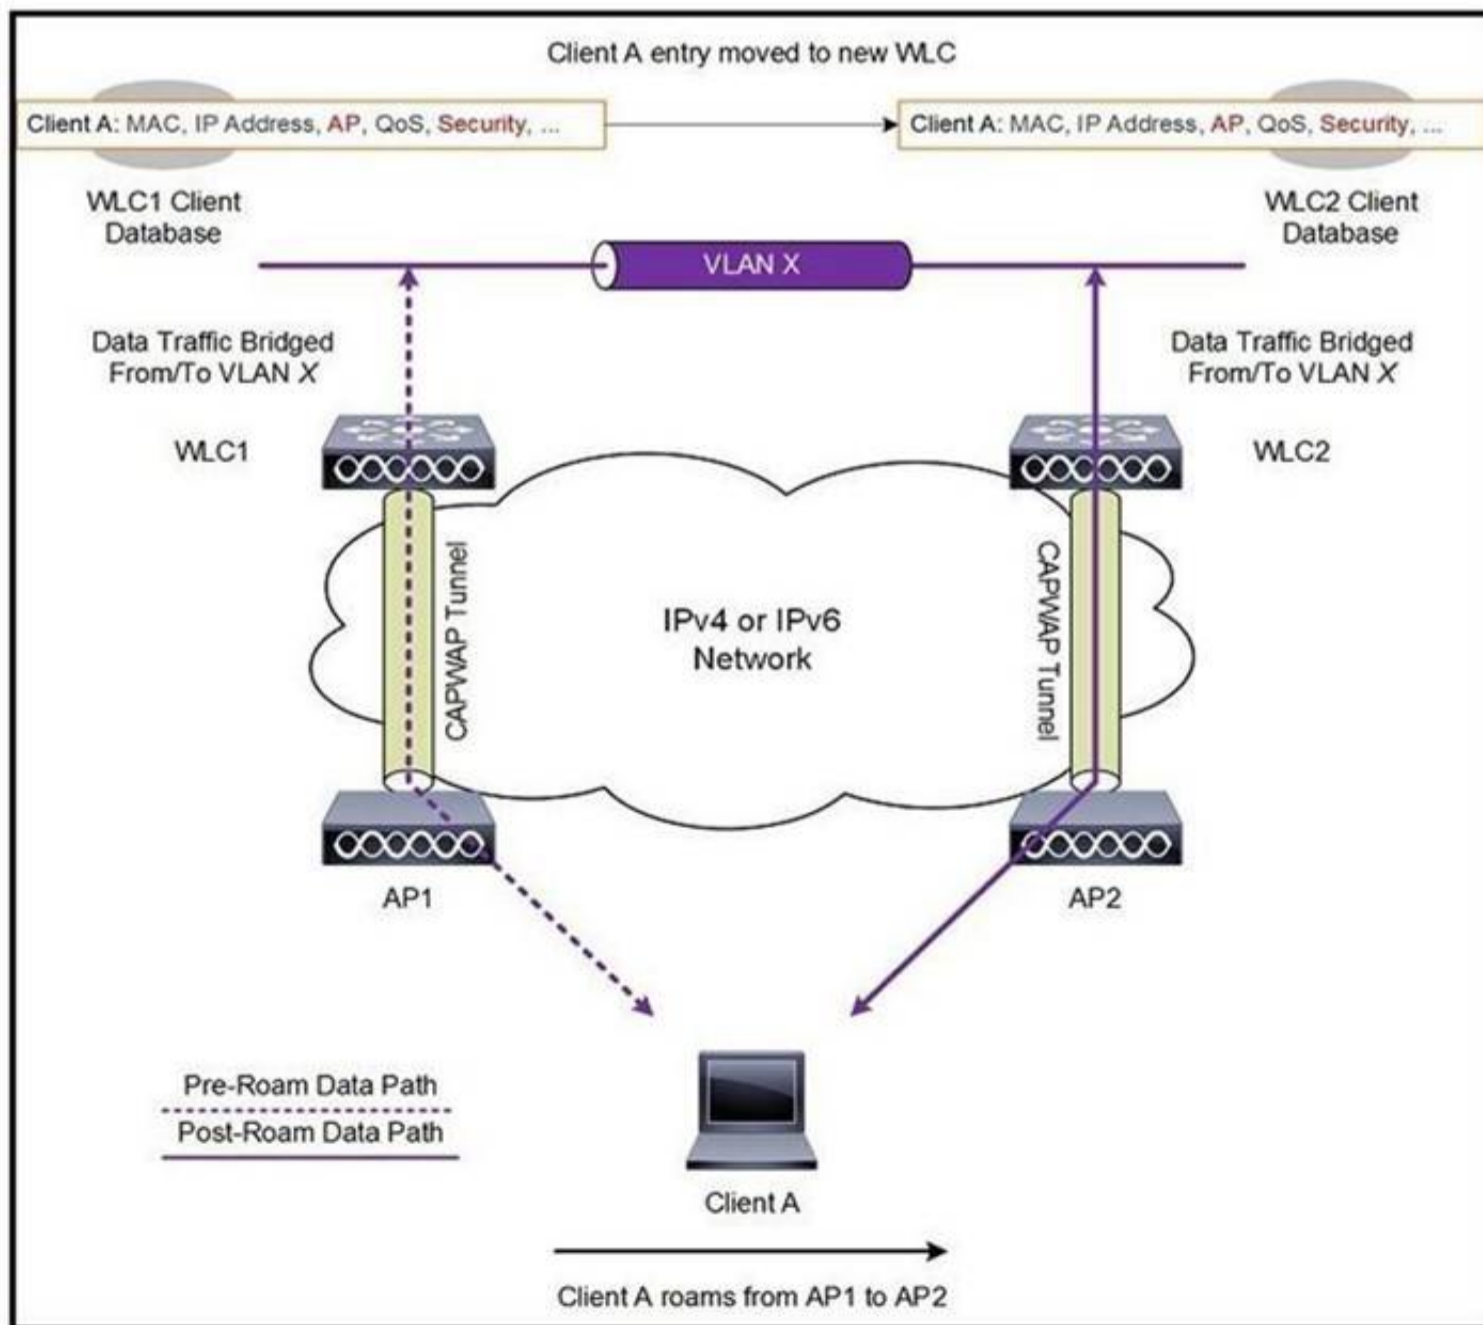 Client A entry moved to new WLC
Client A: MAC, IP Address, AP, QoS, Security, ...
Client A: MAC, IP Address, AP, QoS, Security, ...
WLC1 Client
Database
WLC2 Client
Database
VLAN X
Data Traffic Bridged
From/To VLAN X
Data Traffic Bridged
From/To VLAN X
WLC1
WLC2
CAPWAP Tunnel
IPv4 or IPv6
Network
CAPWAP Tunnel
AP1
AP2
Pre-Roam Data Path
Post-Roam Data Path
Client A
Client A roams from AP1 to AP2